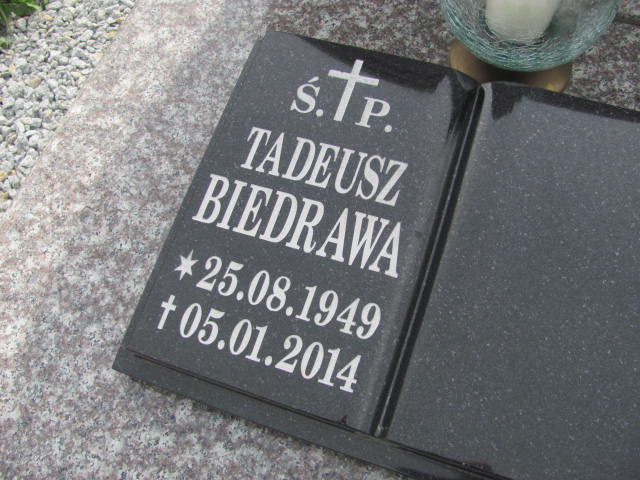 Ś. P.
TADEUSZ
BIEDRAWA
* 25.08.1949
† 05.01.2014